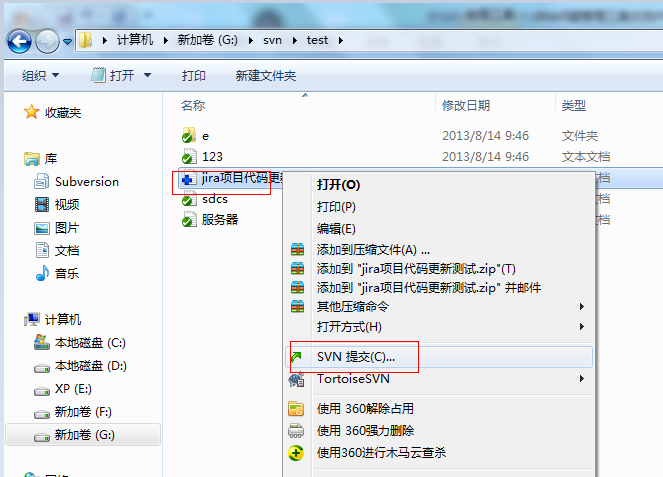 计算机 ▸ 新加卷 (G:) ▸ svn ▸ test ▸
组织 打开 打印 新建文件夹
名称 修改日期 类型
收藏夹
库
Subversion
视频
图片
文档
音乐
计算机
本地磁盘 (C:)
本地磁盘 (D:)
XP (E:)
新加卷 (F:)
新加卷 (G:)
e 2013/8/14 9:46 文件夹
123 2013/8/14 9:46 文本文档
jira项目代码更新 文档
sdcs
服务器 文档
打开(O)
打印(P)
编辑(E)
添加到压缩文件(A) ...
添加到 "jira项目代码更新测试.zip"(T)
添加到 "jira项目代码更新测试.zip" 并邮件
其他压缩命令
打开方式(H)
SVN 提交(C)...
TortoiseSVN
使用 360解除占用
使用 360强力删除
使用360进行木马云查杀